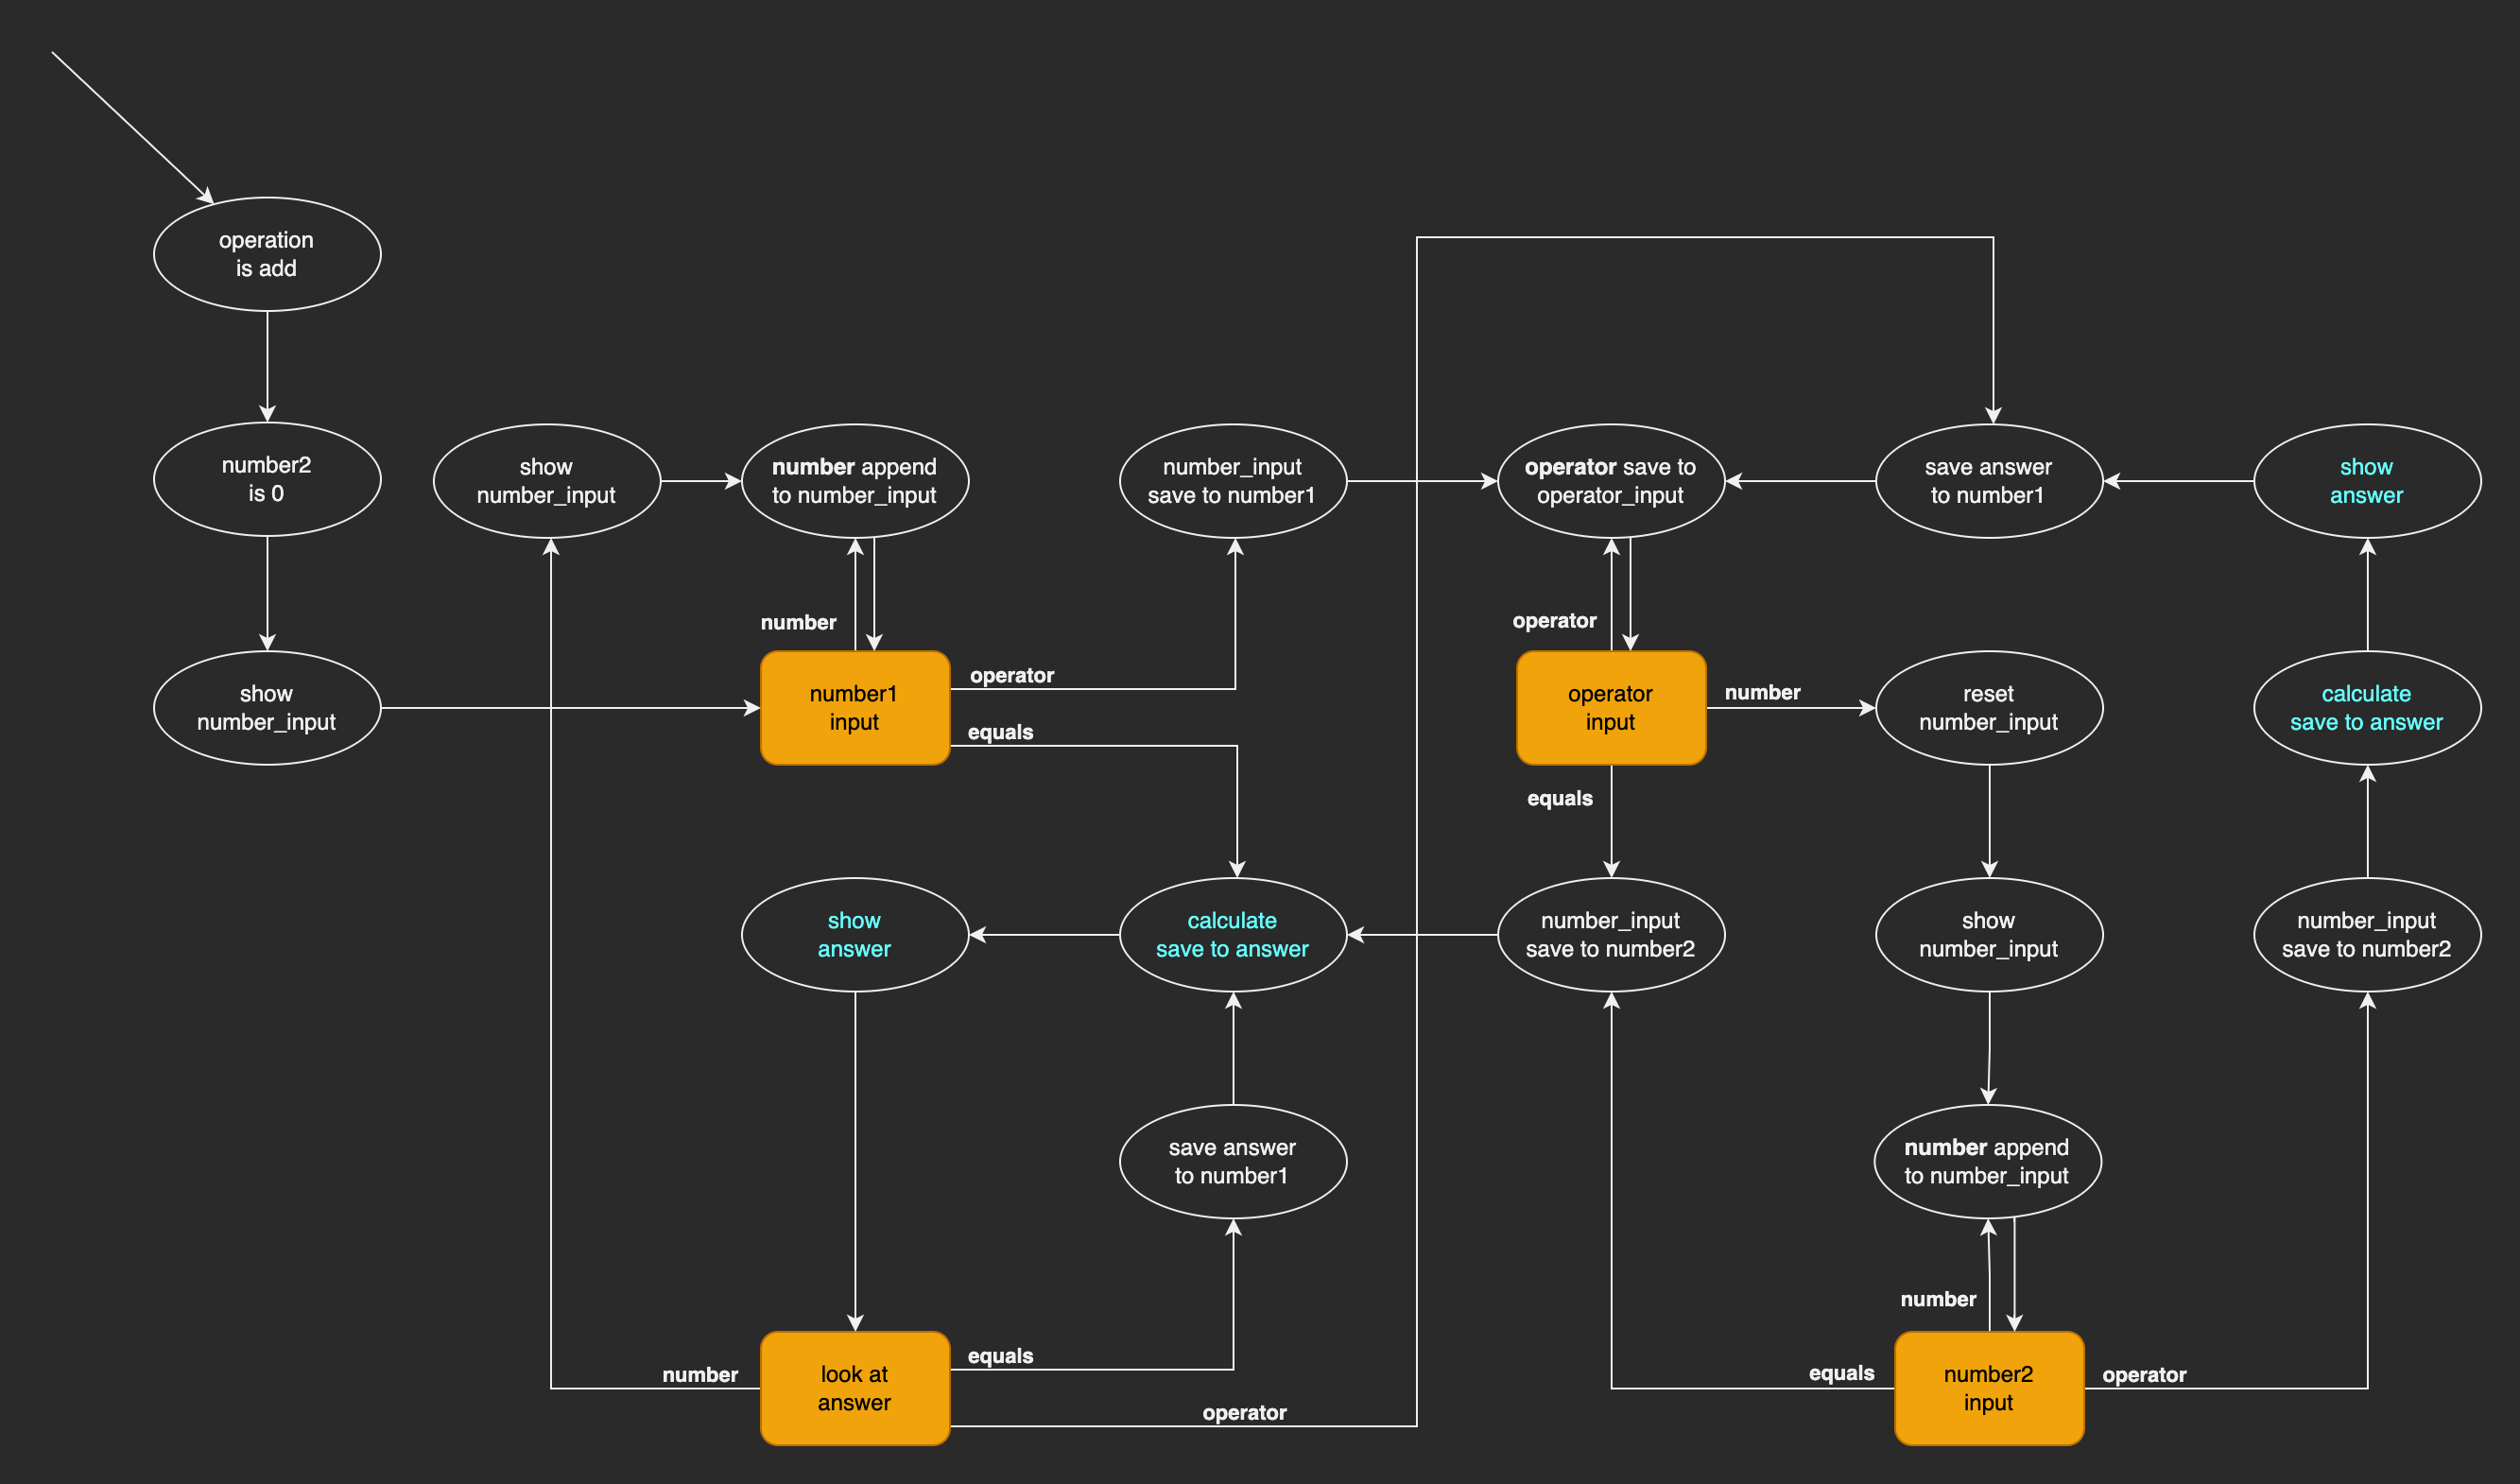 operation
is add
number2
is 0
show
number_input
show
number_input
number append
to number_input
number_input
save to number1
operator save to
operator_input
save answer
to number1
show
answer
number
operator
number1
input
operator
equals
operator
input
number
equals
reset
number_input
calculate
save to answer
show
answer
calculate
save to answer
number_input
save to number2
show
number_input
number_input
save to number2
save answer
to number1
number append
to number_input
number
number
look at
answer
equals
operator
equals
number2
input
operator